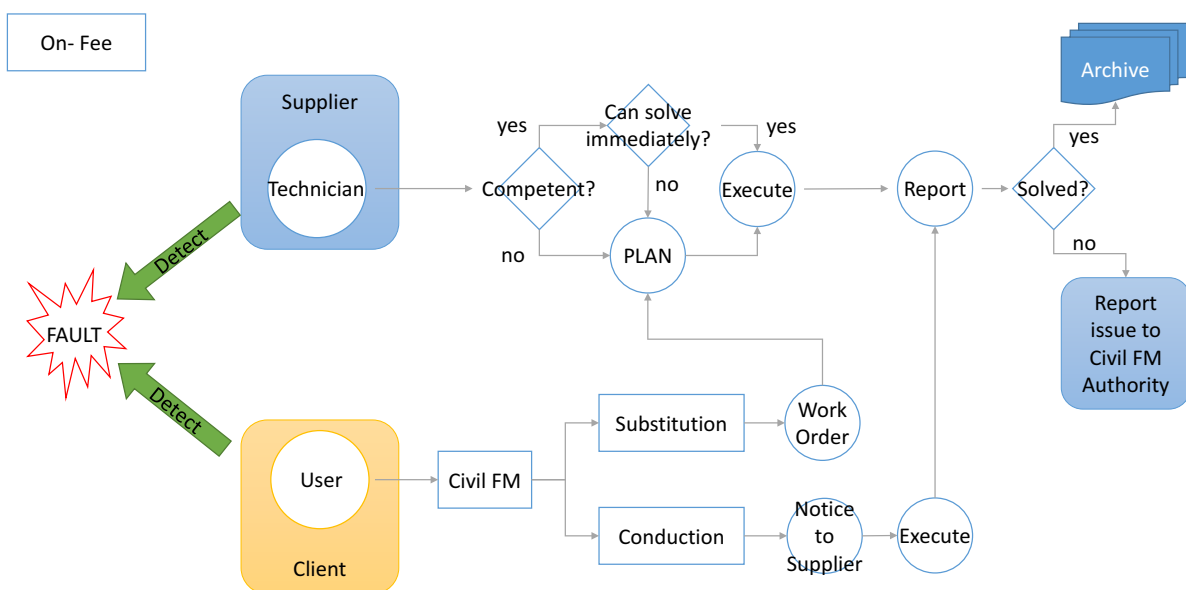 On- Fee
Supplier
Technician
Detect
FAULT
Detect
User
Client
Competent?
yes
no
Can solve
immediately?
yes
no
PLAN
Execute
Report
Solved?
yes
no
Archive
Report
issue to
Civil FM
Authority
Civil FM
Substitution
Work
Order
Conduction
Notice
to
Supplier
Execute